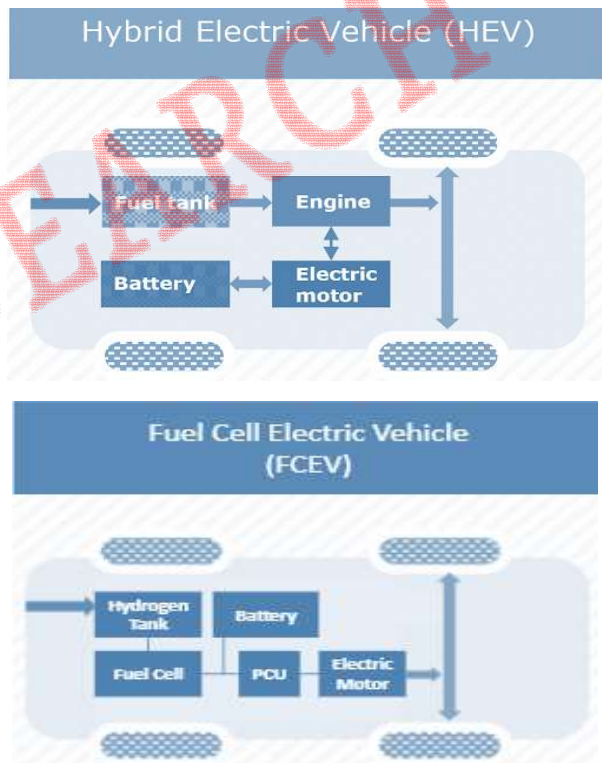 Hybrid Electric Vehicle (HEV)
Fuel tank
Engine
Battery
Electric
motor
EARCH
Fuel Cell Electric Vehicle
(FCEV)
Hydrogen
Tank
Battery
Fuel Cell
PCU
Electric
Motor